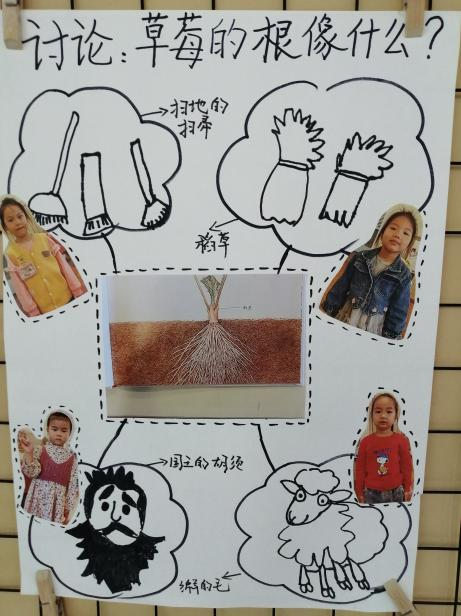 讨论:草莓的根像什么?
扫地的
扫帚
稻草
国王的胡须
绵羊的毛